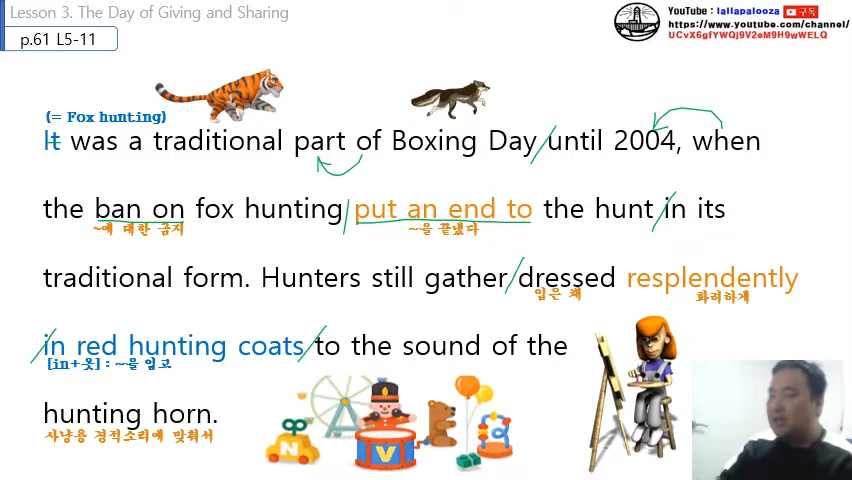 Lesson 3. The Day of Giving and Sharing
YouTube : lallapalooza 구독
https://www.youtube.com/channel/
UCvX6gfYWQj9V2eM9H9wWELQ
p.61 L5-11
(= Fox hunting)
It was a traditional part of Boxing Day until 2004, when
the ban on fox hunting put an end to the hunt in its
~에 대한 금지 ~을 끝냈다
traditional form. Hunters still gather dressed resplendently
입은 채 화려하게
in red hunting coats to the sound of the
[in+옷] : ~을 입고
hunting horn.
사냥용 경적소리에 맞춰서
N V